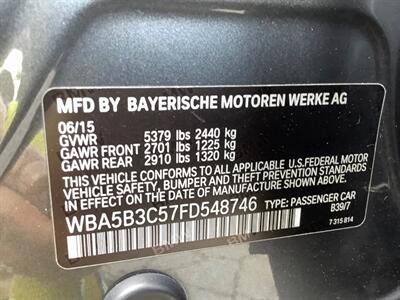 MFD BY BAYERISCHE MOTOREN WERKE AG
06/15
GVWR 5379 lbs 2440 kg
GAWR FRONT 2701 lbs 1225 kg
GAWR REAR 2910 lbs 1320 kg
THIS VEHICLE CONFORMS TO ALL APPLICABLE U.S.FEDERAL MOTOR
VEHICLE SAFETY, BUMPER, AND THEFT PREVENTION STANDARDS
IN EFFECT ON THE DATE OF MANUFACTURE SHOWN ABOVE.
WBA5B3C57FD548746 TYPE: PASSENGER CAR
B39/7
7 315 814